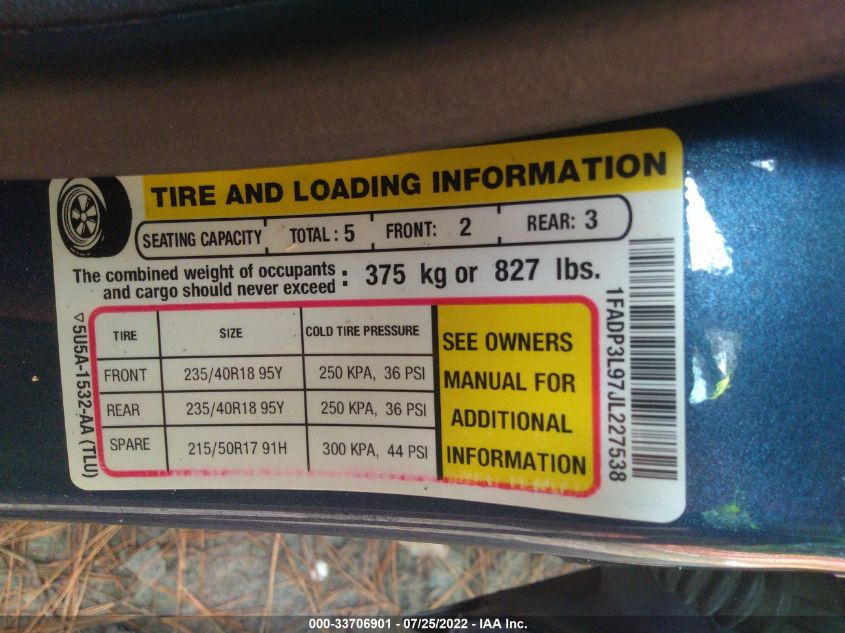 TIRE AND LOADING INFORMATION
SEATING CAPACITY TOTAL : 5 FRONT: 2 REAR: 3
The combined weight of occupants
and cargo should never exceed : 375 kg or 827 lbs.
TIRE SIZE COLD TIRE PRESSURE
FRONT 235/40R18 95Y 250 KPA, 36 PSI
REAR 235/40R18 95Y 250 KPA, 36 PSI
SPARE 215/50R17 91H 300 KPA, 44 PSI
SEE OWNERS
MANUAL FOR
ADDITIONAL
INFORMATION
▽5U5A-1532-AA (TLU)
1FADP3L97JL227538
000-33706901 - 07/25/2022 - IAA Inc.